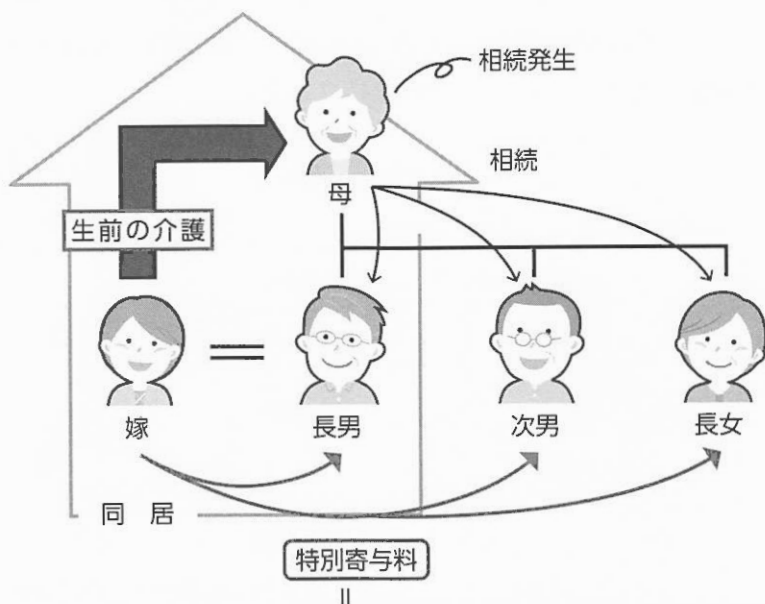 相続発生
相続
母
生前の介護
嫁
長男
次男
長女
同居
特別寄与料